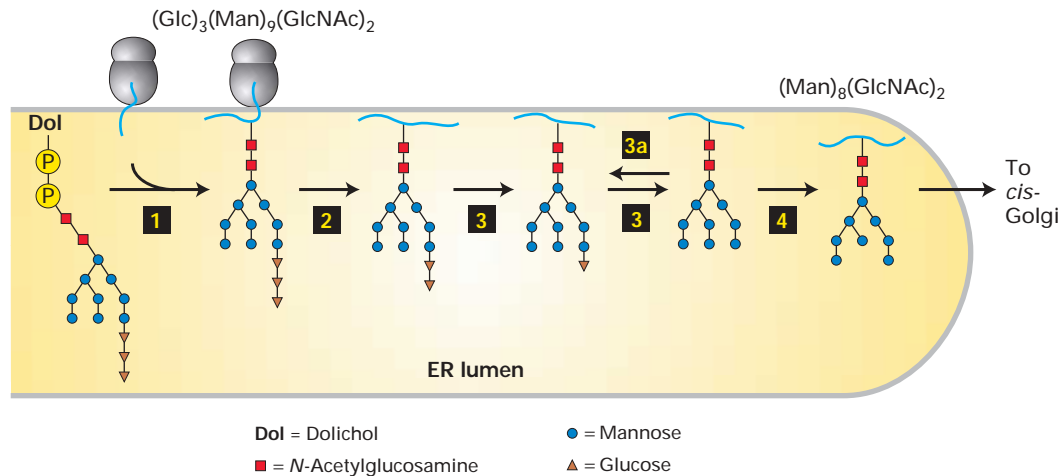 (Glc)3(Man)9(GlcNAc)2
(Man)8(GlcNAc)2
Dol
P
P
1
2
3
3a
3
4
To
cis-
Golgi
ER lumen
Dol = Dolichol
= Mannose
= N-Acetylglucosamine
= Glucose